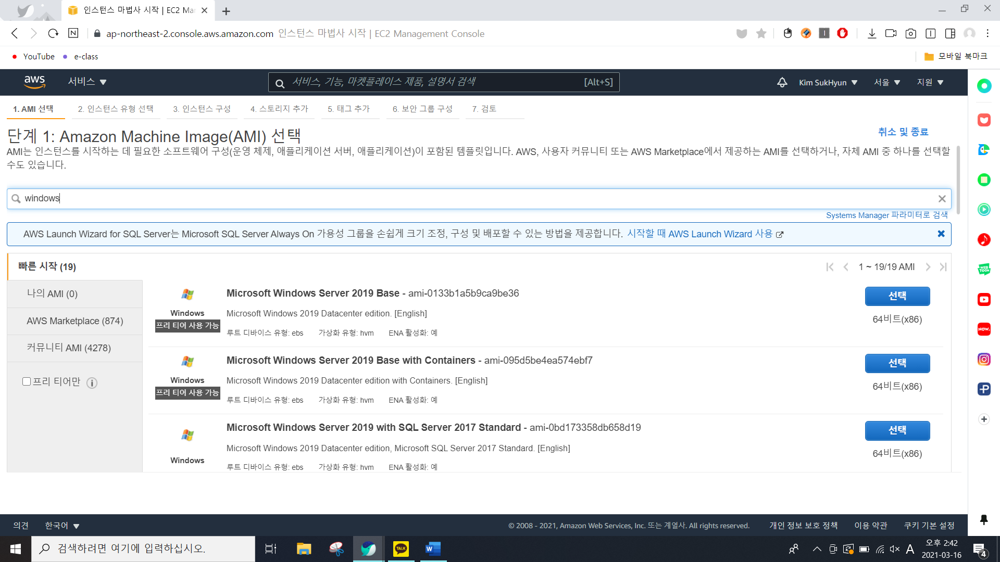 인스턴스 마법사 시작 | EC2 Mar
N
ap-northeast-2.console.aws.amazon.com 인스턴스 마법사 시작 | EC2 Management Console
YouTube e-class 모바일 북마크
aws 서비스 서비스, 기능, 마켓플레이스 제품, 설명서 검색 [Alt+S] Kim SukHyun 서울 지원
1. AMI 선택 2. 인스턴스 유형 선택 3. 인스턴스 구성 4. 스토리지 추가 5. 태그 추가 6. 보안 그룹 구성 7. 검토
단계 1: Amazon Machine Image(AMI) 선택 취소 및 종료
AMI는 인스턴스를 시작하는 데 필요한 소프트웨어 구성(운영 체제, 애플리케이션 서버, 애플리케이션)이 포함된 템플릿입니다. AWS, 사용자 커뮤니티 또는 AWS Marketplace에서 제공하는 AMI를 선택하거나, 자체 AMI 중 하나를 선택할
수도 있습니다.
windows
Systems Manager 파라미터로 검색
AWS Launch Wizard for SQL Server는 Microsoft SQL Server Always On 가용성 그룹을 손쉽게 크기 조정, 구성 및 배포할 수 있는 방법을 제공합니다. 시작할 때 AWS Launch Wizard 사용
빠른 시작 (19) 1 ~ 19/19 AMI
나의 AMI (0)
AWS Marketplace (874)
커뮤니티 AMI (4278)
프리 티어만
Microsoft Windows Server 2019 Base - ami-0133b1a5b9ca9be36 선택
Windows Microsoft Windows 2019 Datacenter edition. [English] 64비트(x86)
프리 티어 사용 가능 루트 디바이스 유형: ebs 가상화 유형: hvm ENA 활성화: 예
Microsoft Windows Server 2019 Base with Containers - ami-095d5be4ea574ebf7 선택
Windows Microsoft Windows 2019 Datacenter edition with Containers. [English] 64비트(x86)
프리 티어 사용 가능 루트 디바이스 유형: ebs 가상화 유형: hvm ENA 활성화: 예
Microsoft Windows Server 2019 with SQL Server 2017 Standard - ami-0bd173358db658d19 선택
Microsoft Windows 2019 Datacenter edition, Microsoft SQL Server 2017 Standard. [English] 64비트(x86)
Windows
루트 디바이스 유형: ebs 가상화 유형: hvm ENA 활성화: 예
WEB TOON
NOW.
의견 한국어 © 2008 - 2021, Amazon Web Services, Inc. 또는 계열사. All rights reserved. 개인 정보 보호 정책 이용 약관 쿠키 기본 설정
검색하려면 여기에 입력하십시오. TALK W A 오후 2:42
2021-03-16 4